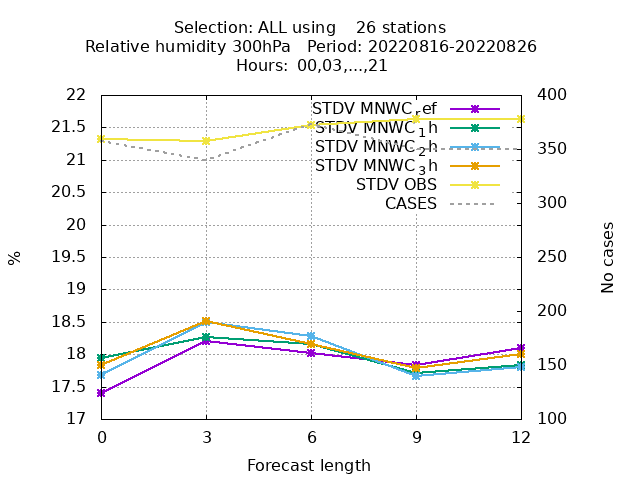 Selection: ALL using 26 stations
Relative humidity 300hPa Period: 20220816-20220826
Hours: 00,03,...,21
22
21.5
21
20.5
20
19.5
19
18.5
18
17.5
17
%
400
350
300
250
200
150
100
No cases
STDV MNWC_ref
STDV MNWC_1h
STDV MNWC_2h
STDV MNWC_3h
STDV OBS
CASES
0 3 6 9 12
Forecast length